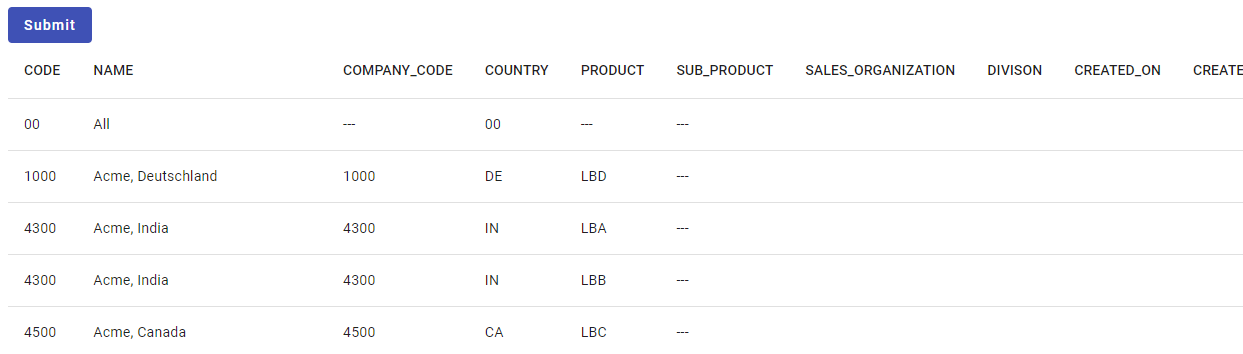 Submit
CODE NAME COMPANY_CODE COUNTRY PRODUCT SUB_PRODUCT SALES_ORGANIZATION DIVISON CREATED_ON CREATE
00 All --- 00 --- ---
1000 Acme, Deutschland 1000 DE LBD ---
4300 Acme, India 4300 IN LBA ---
4300 Acme, India 4300 IN LBB ---
4500 Acme, Canada 4500 CA LBC ---